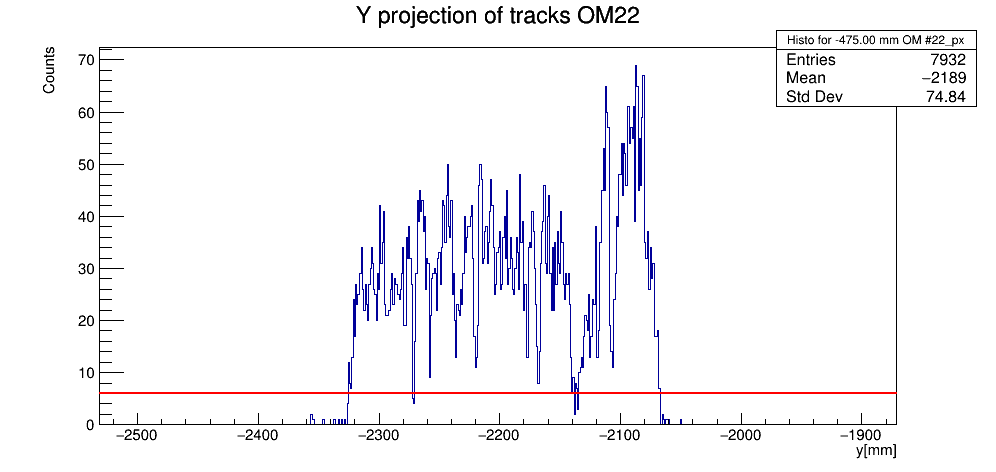 Y projection of tracks OM22
Histo for -475.00 mm OM #22_px
Entries 7932
Mean −2189
Std Dev 74.84
Counts
70
60
50
40
30
20
10
0
−2500 −2400 −2300 −2200 −2100 −2000 −1900
y[mm]